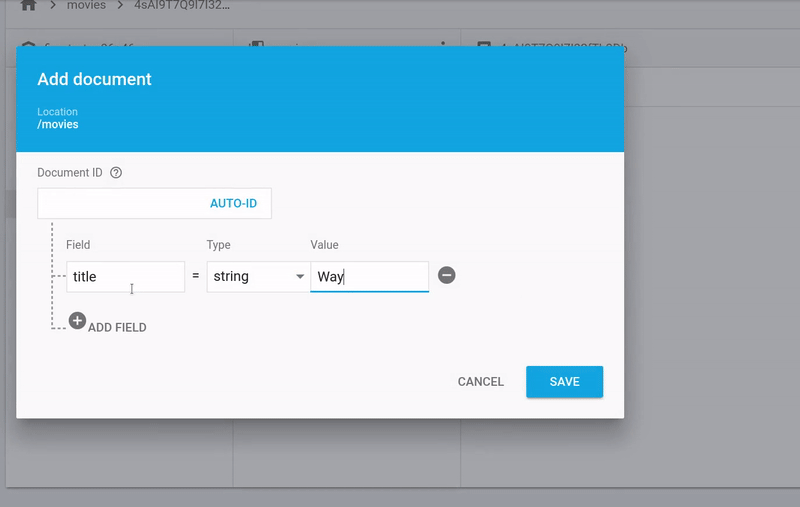 movies 4sAI9T7Q9I7I32...
Add document
Location
/movies
Document ID
AUTO-ID
Field Type Value
title = string Way
ADD FIELD
CANCEL SAVE